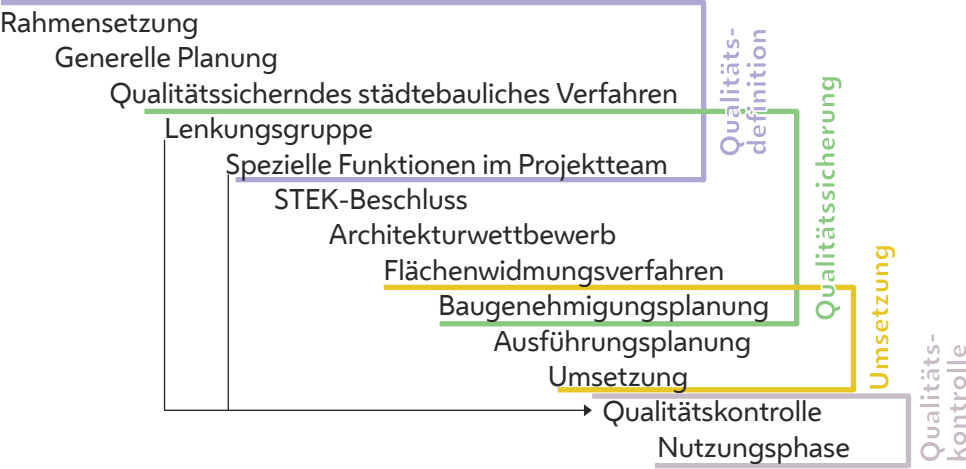 Rahmensetzung
Generelle Planung
Qualitätssicherndes städtebauliches Verfahren
Lenkungsgruppe
Spezielle Funktionen im Projektteam
STEK-Beschluss
Architekturwettbewerb
Flächenwidmungsverfahren
Baugenehmigungsplanung
Ausführungsplanung
Umsetzung
Qualitätskontrolle
Nutzungsphase
Qualitäts-
definition
Qualitätssicherung
Umsetzung
Qualitäts-
kontrolle